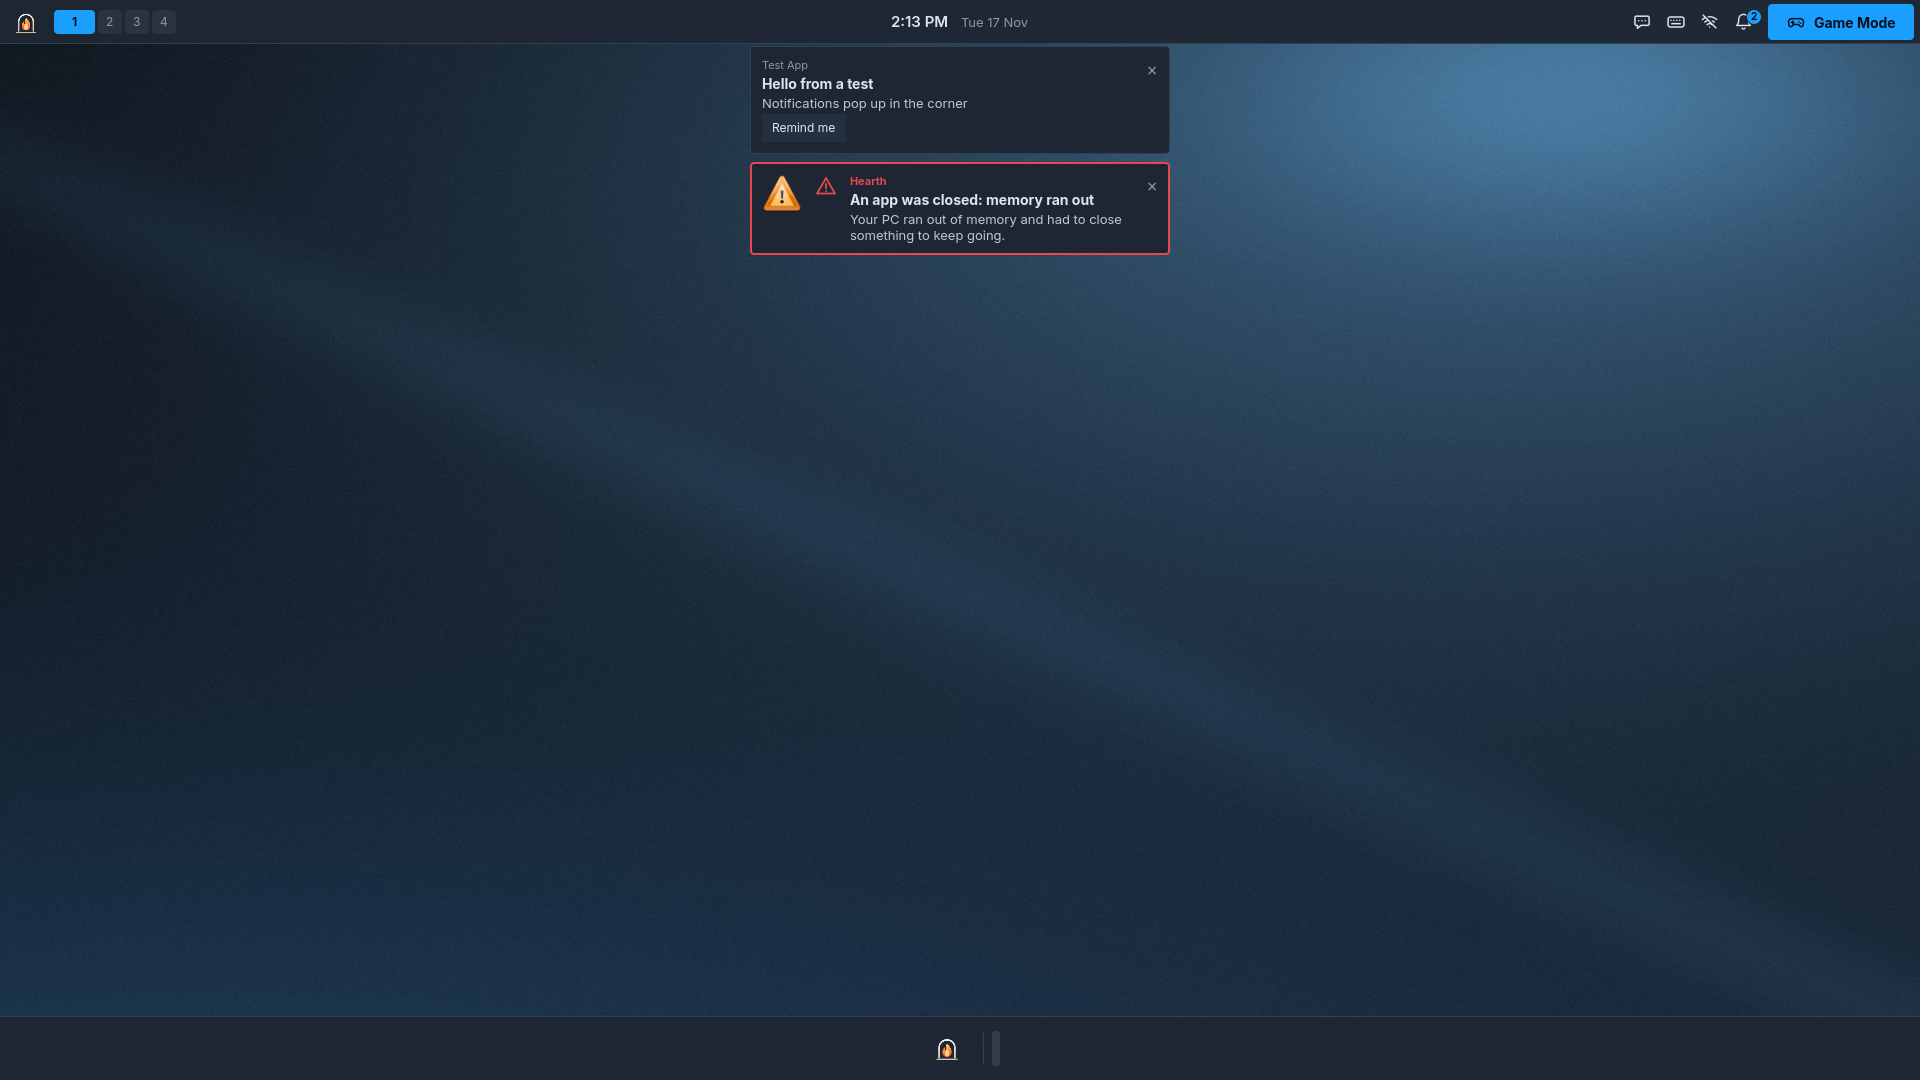 1 2 3 4
2:13 PM Tue 17 Nov
2
Game Mode
Test App
Hello from a test
Notifications pop up in the corner
Remind me
Hearth
An app was closed: memory ran out
Your PC ran out of memory and had to close
something to keep going.